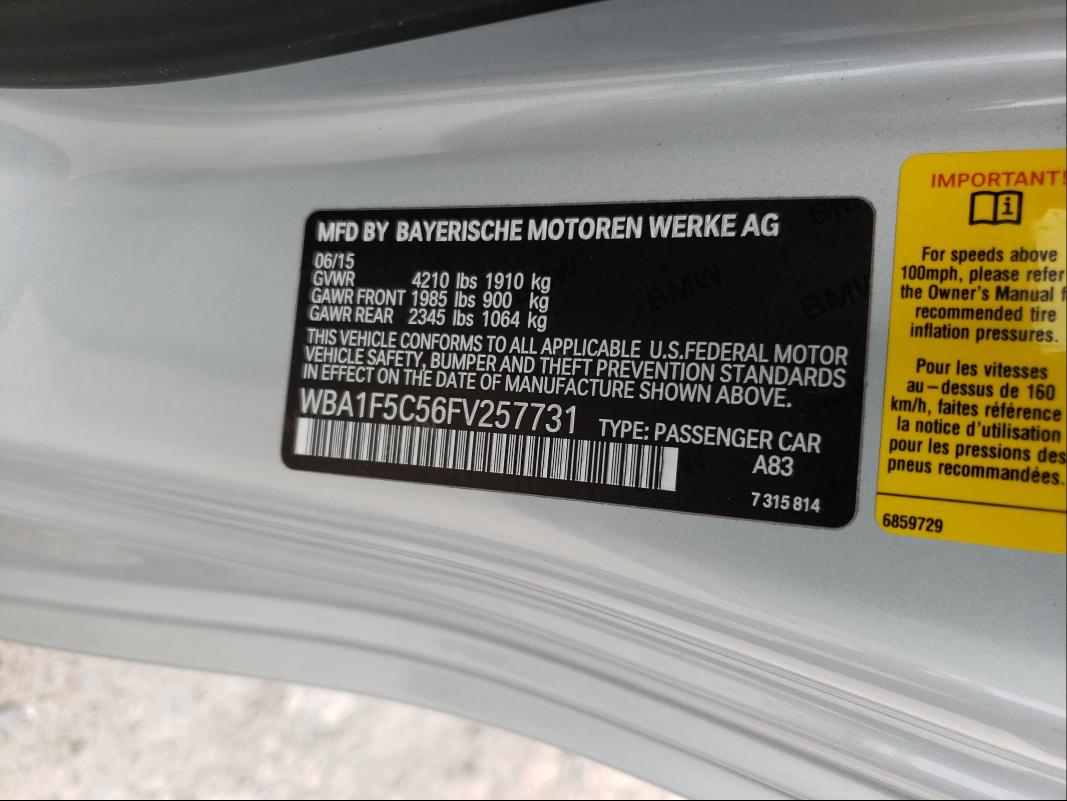 MFD BY BAYERISCHE MOTOREN WERKE AG
06/15
GVWR 4210 lbs 1910 kg
GAWR FRONT 1985 lbs 900 kg
GAWR REAR 2345 lbs 1064 kg
THIS VEHICLE CONFORMS TO ALL APPLICABLE U.S.FEDERAL MOTOR
VEHICLE SAFETY, BUMPER AND THEFT PREVENTION STANDARDS
IN EFFECT ON THE DATE OF MANUFACTURE SHOWN ABOVE.
WBA1F5C56FV257731 TYPE: PASSENGER CAR
A83
7 315 814
BMW
BMW
IMPORTANT!
For speeds above
100mph, please refer
the Owner's Manual f
recommended tire
inflation pressures.
Pour les vitesses
au-dessus de 160
km/h, faites référence
la notice d'utilisation
pour les pressions des
pneus recommandées.
6859729